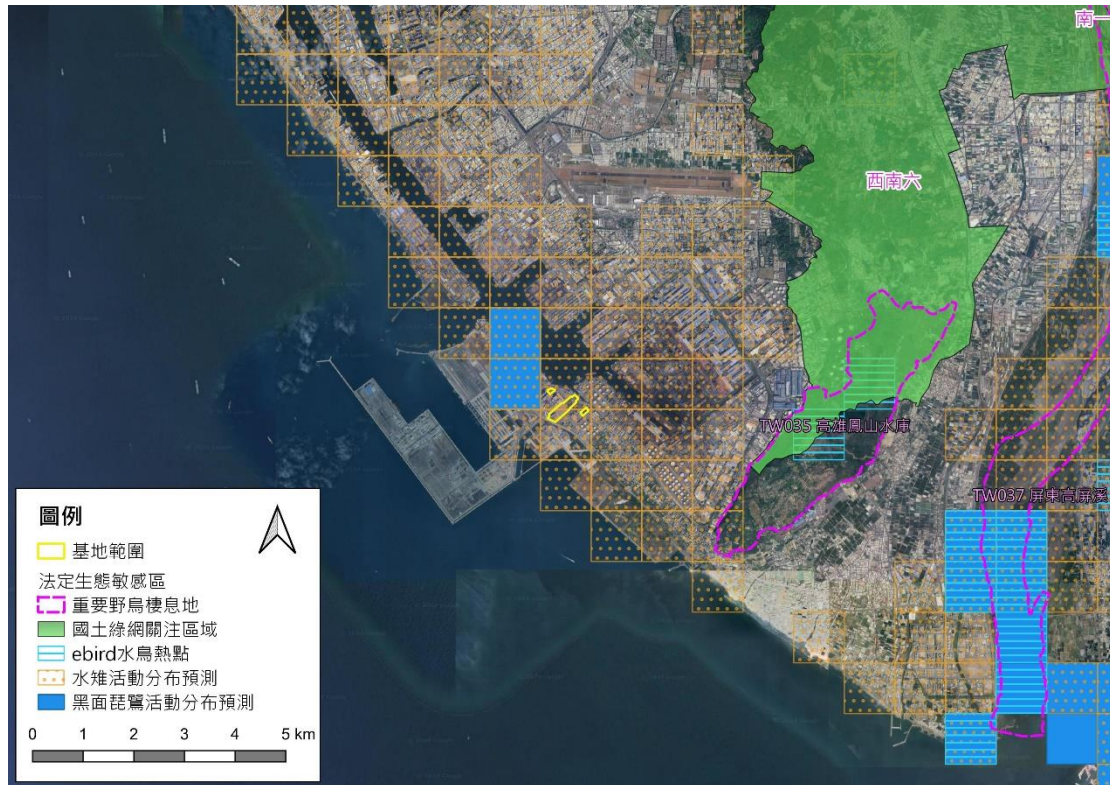 南一
西南六
TW035 高雄鳳山水庫
TW037 屏東高屏溪
圖例
基地範圍
法定生態敏感區
重要野鳥棲息地
國土綠網關注區域
ebird水鳥熱點
水雉活動分布預測
黑面琵鷺活動分布預測
0 1 2 3 4 5 km